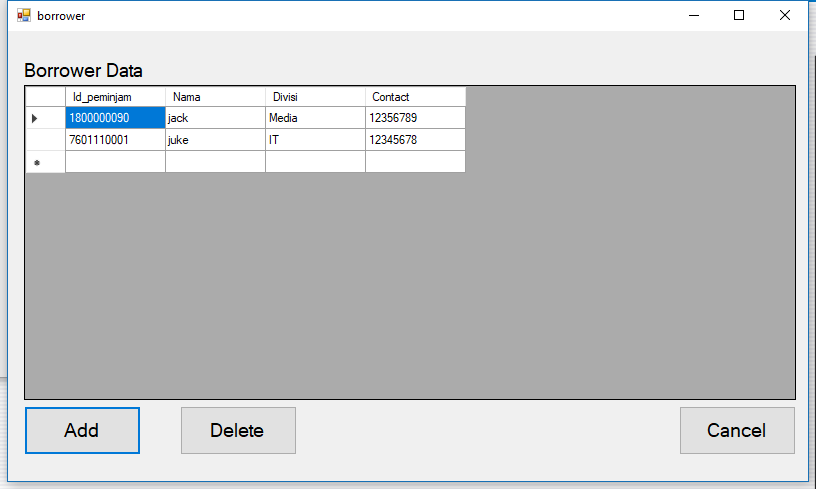 borrower
Borrower Data
Id_peminjam Nama Divisi Contact
1800000090 jack Media 12356789
7601110001 juke IT 12345678
Add Delete Cancel